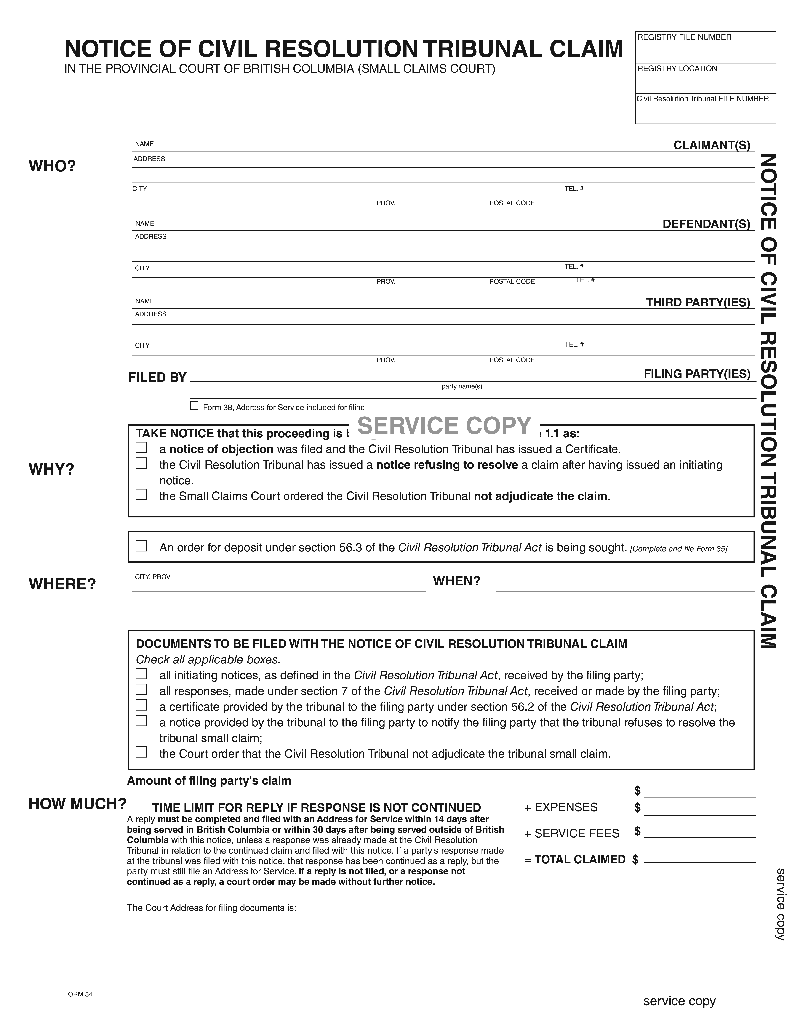 NOTICE OF CIVIL RESOLUTION TRIBUNAL CLAIM
IN THE PROVINCIAL COURT OF BRITISH COLUMBIA (SMALL CLAIMS COURT)
REGISTRY FILE NUMBER
REGISTRY LOCATION
Civil Resolution Tribunal FILE NUMBER
WHO?
NAME
CLAIMANT(S)
ADDRESS
CITY
TEL. #
PROV.
POSTAL CODE
NAME
DEFENDANT(S)
ADDRESS
CITY
TEL. #
PROV.
POSTAL CODE
TEL. #
NAME
THIRD PARTY(IES)
ADDRESS
CITY
TEL. #
PROV.
POSTAL CODE
FILED BY
FILING PARTY(IES)
party name(s)
Form 38, Address for Service included for filing
SERVICE COPY
TAKE NOTICE that this proceeding is 1.1 as:
WHY?
a notice of objection was filed and the Civil Resolution Tribunal has issued a Certificate.
the Civil Resolution Tribunal has issued a notice refusing to resolve a claim after having issued an initiating
notice.
the Small Claims Court ordered the Civil Resolution Tribunal not adjudicate the claim.
An order for deposit under section 56.3 of the Civil Resolution Tribunal Act is being sought. [Complete and file Form 35]
WHERE?
CITY, PROV
WHEN?
DOCUMENTS TO BE FILED WITH THE NOTICE OF CIVIL RESOLUTION TRIBUNAL CLAIM
Check all applicable boxes.
all initiating notices, as defined in the Civil Resolution Tribunal Act, received by the filing party;
all responses, made under section 7 of the Civil Resolution Tribunal Act, received or made by the filing party;
a certificate provided by the tribunal to the filing party under section 56.2 of the Civil Resolution Tribunal Act;
a notice provided by the tribunal to the filing party to notify the filing party that the tribunal refuses to resolve the
tribunal small claim;
the Court order that the Civil Resolution Tribunal not adjudicate the tribunal small claim.
Amount of filing party's claim
$
HOW MUCH?
TIME LIMIT FOR REPLY IF RESPONSE IS NOT CONTINUED
A reply must be completed and filed with an Address for Service within 14 days after
being served in British Columbia or within 30 days after being served outside of British
Columbia with this notice, unless a response was already made at the Civil Resolution
Tribunal in relation to the continued claim and filed with this notice. If a party's response made
at the tribunal was filed with this notice, that response has been continued as a reply, but the
party must still file an Address for Service. If a reply is not filed, or a response not
continued as a reply, a court order may be made without further notice.
+ EXPENSES $
+ SERVICE FEES $
= TOTAL CLAIMED $
The Court Address for filing documents is:
NOTICE OF CIVIL RESOLUTION TRIBUNAL CLAIM
service copy
service copy